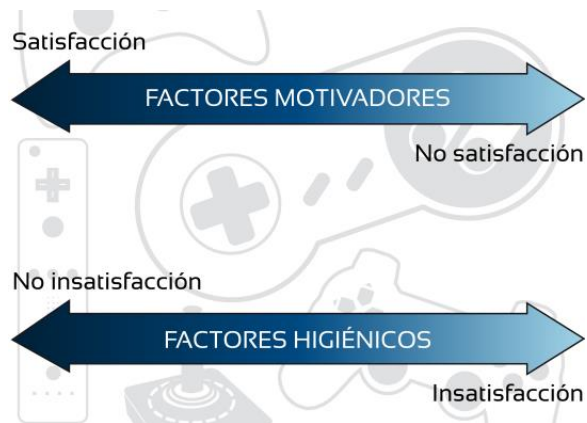 Satisfacción
FACTORES MOTIVADORES
No satisfacción
No insatisfacción
FACTORES HIGIÉNICOS
Insatisfacción